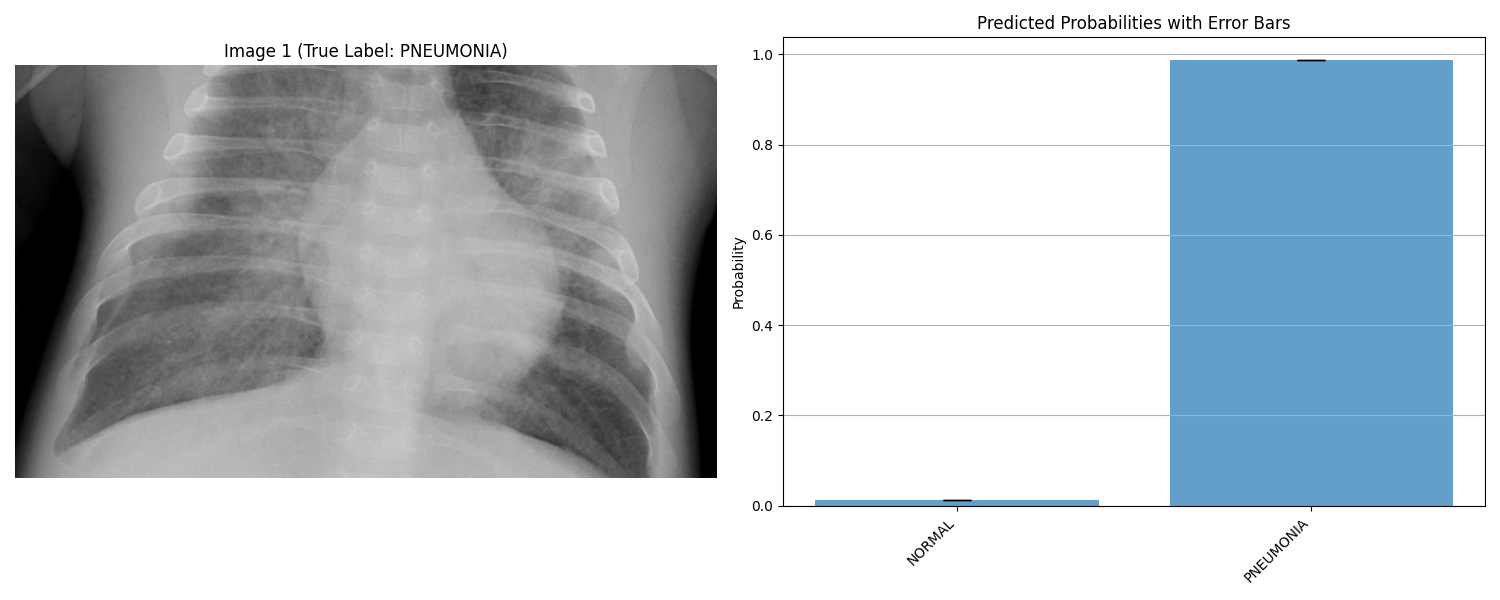 Image 1 (True Label: PNEUMONIA)
Predicted Probabilities with Error Bars
Probability
1.0
0.8
0.6
0.4
0.2
0.0
NORMAL
PNEUMONIA